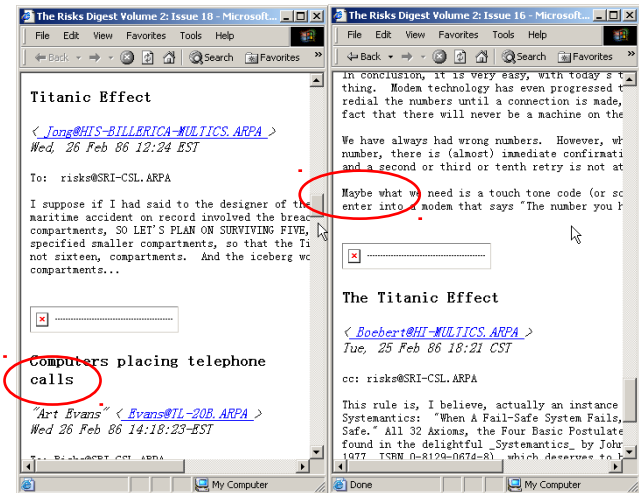 The Risks Digest Volume 2: Issue 18 - Microsoft...
File Edit View Favorites Tools Help
Back Search Favorites »
Titanic Effect
< Jong@HIS-BILLERICA-MULTICS.ARPA >
Wed, 26 Feb 86 12:24 EST
To: risks@SRI-CSL.ARPA
I suppose if I had said to the designer of the
maritime accident on record involved the breac
compartments, SO LET'S PLAN ON SURVIVING FIVE,
specified smaller compartments, so that the Ti
not sixteen, compartments. And the iceberg wo
compartments...
Computers placing telephone
calls
"Art Evans" < Evans@TL-20B.ARPA >
Wed 26 Feb 86 14:18:23-EST
To: Risks@SRI-CSL.ARPA
My Computer
The Risks Digest Volume 2: Issue 16 - Microsoft...
File Edit View Favorites Tools Help
Back Search Favorites »
In conclusion, it is very easy, with today's t
thing. Modem technology has even progressed t
redial the numbers until a connection is made,
fact that there will never be a machine on the
We have always had wrong numbers. However, wh
number, there is (almost) immediate confirmati
and a second or third or tenth retry is not at
Maybe what we need is a touch tone code (or so
enter into a modem that says "The number you h
The Titanic Effect
< Boebert@HI-MULTICS.ARPA >
Tue, 25 Feb 86 18:21 CST
cc: risks@SRI-CSL.ARPA
This rule is, I believe, actually an instance
Systemantics: "When A Fail-Safe System Fails,
Safe." All 32 Axioms, the Four Basic Postulate
found in the delightful _Systemantics_ by John
1977, ISBN 0-8129-0674-8), which deserves to b
Done
My Computer